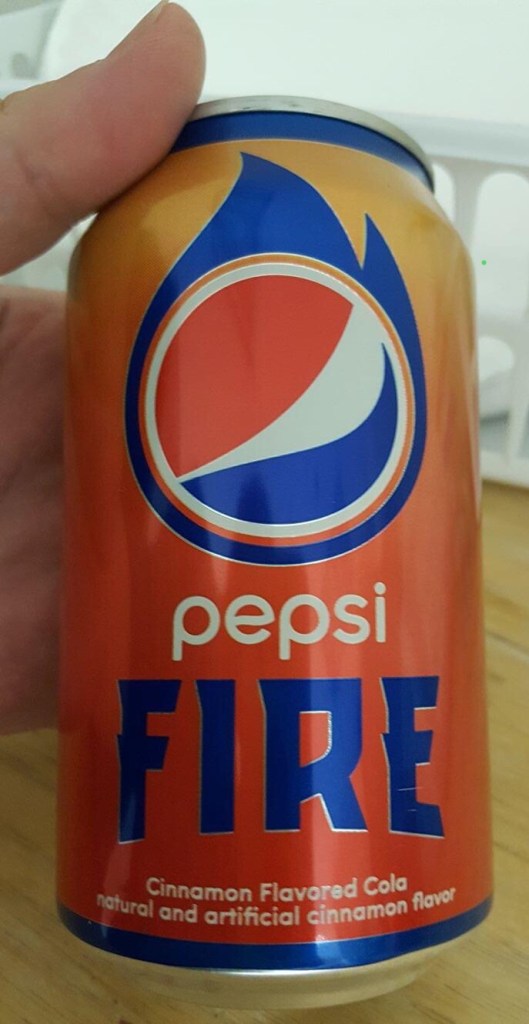 pepsi
FIRE
Cinnamon Flavored Cola
natural and artificial cinnamon flavor